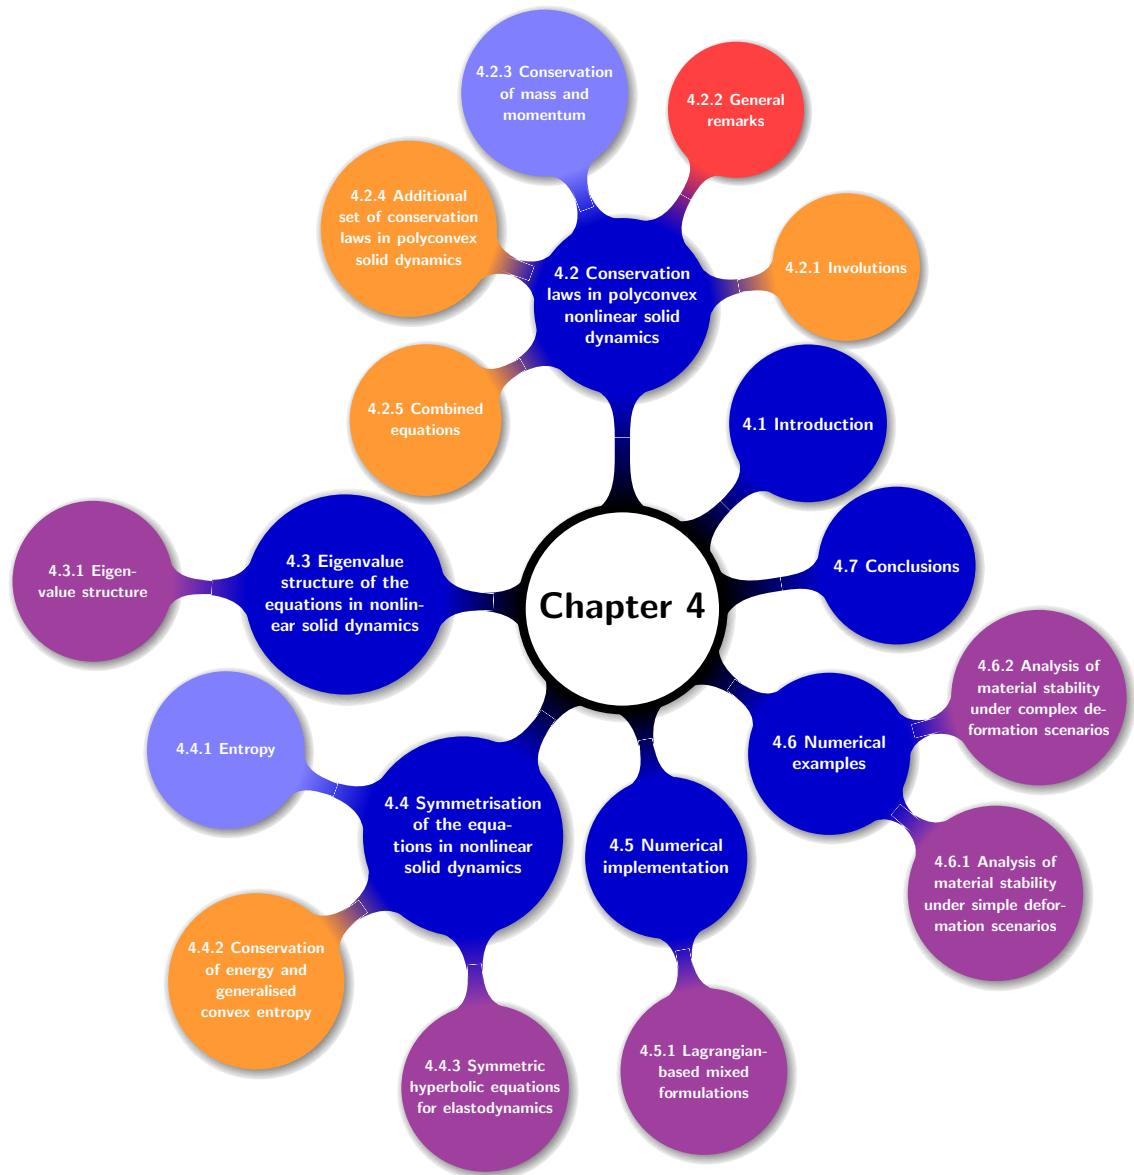 4.2.3 Conservation
of mass and
momentum
4.2.2 General
remarks
4.2.4 Additional
set of conservation
laws in polyconvex
solid dynamics
4.2 Conservation
laws in polyconvex
nonlinear solid
dynamics
4.2.1 Involutions
4.2.5 Combined
equations
4.1 Introduction
4.3.1 Eigen-
value structure
4.3 Eigenvalue
structure of the
equations in nonlin-
ear solid dynamics
4.7 Conclusions
Chapter 4
4.6.2 Analysis of
material stability
under complex de-
formation scenarios
4.4.1 Entropy
4.6 Numerical
examples
4.4 Symmetrisation
of the equa-
tions in nonlinear
solid dynamics
4.5 Numerical
implementation
4.6.1 Analysis of
material stability
under simple defor-
mation scenarios
4.4.2 Conservation
of energy and
generalised
convex entropy
4.4.3 Symmetric
hyperbolic equations
for elastodynamics
4.5.1 Lagrangian-
based mixed
formulations